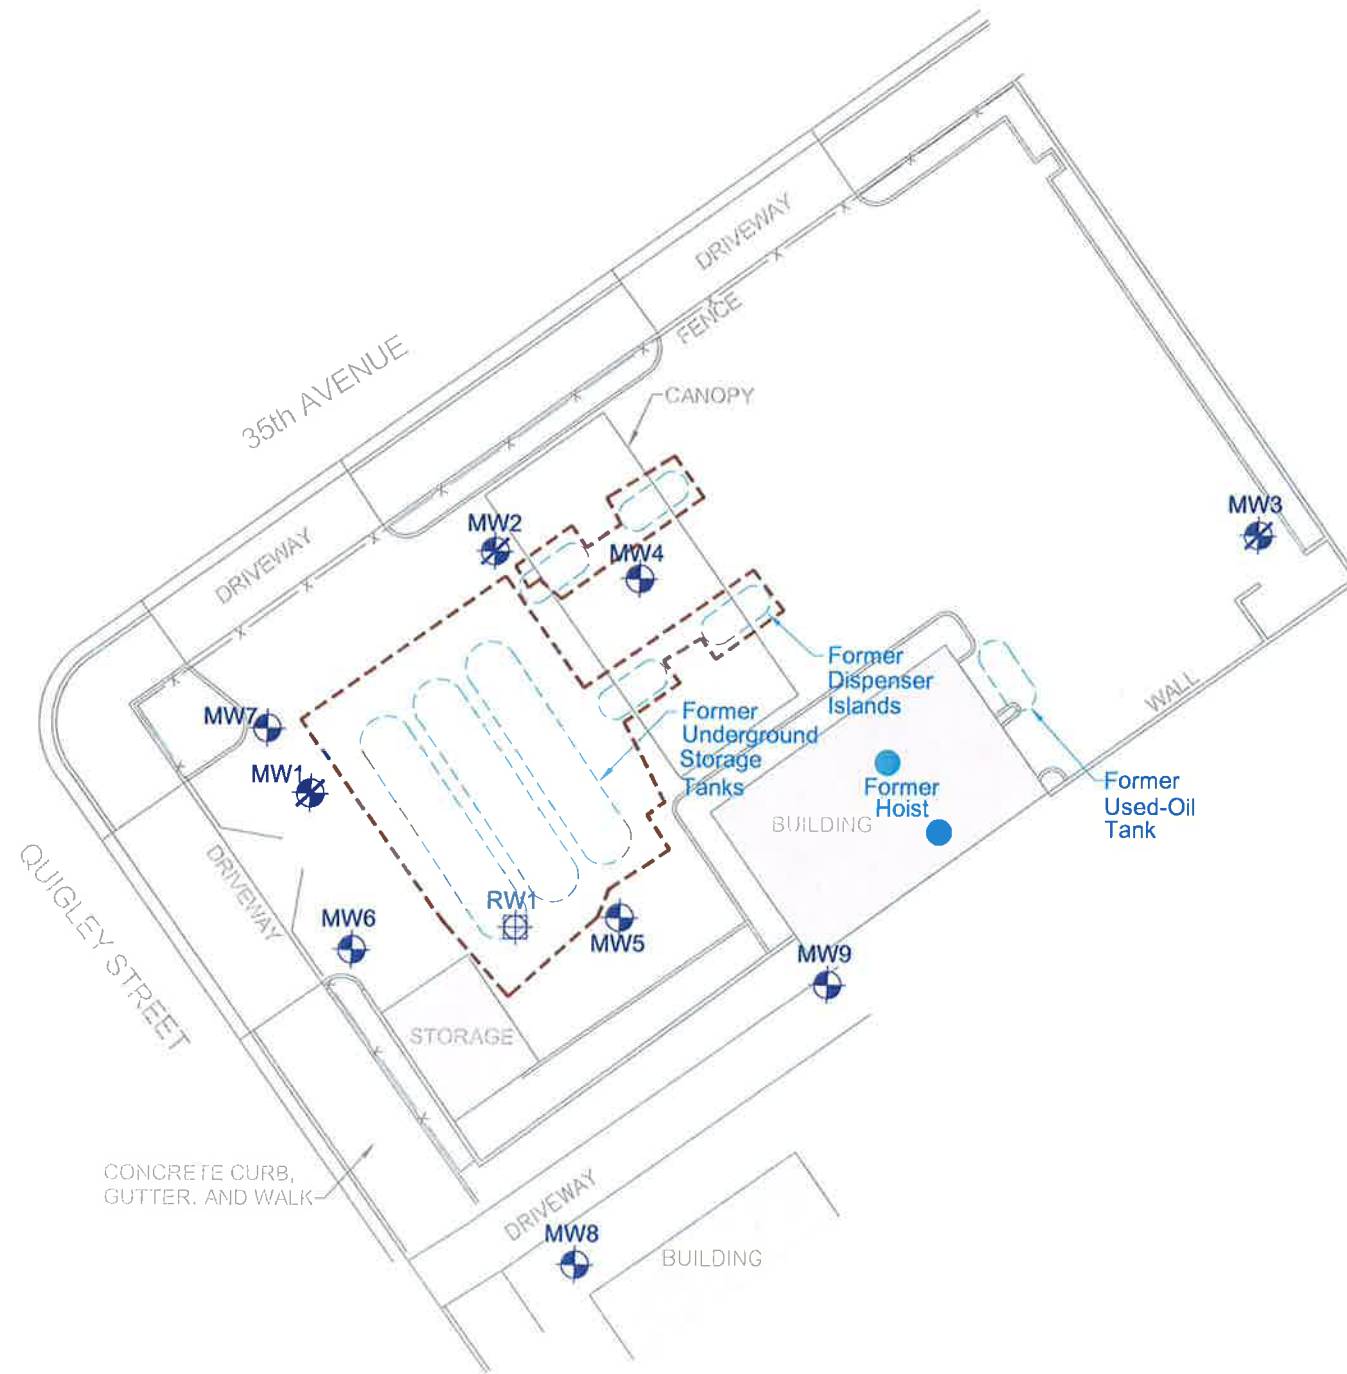 35th AVENUE
DRIVEWAY
FENCE
CANOPY
DRIVEWAY
MW2
MW4
MW3
MW7
MW1
Former
Dispenser
Islands
WALL
Former
Underground
Storage
Tanks
Former
Hoist
BUILDING
Former
Used-Oil
Tank
QUIGLEY STREET
DRIVEWAY
MW6
RW1
MW5
MW9
STORAGE
CONCRETE CURB,
GUTTER, AND WALK
DRIVEWAY
MW8
BUILDING